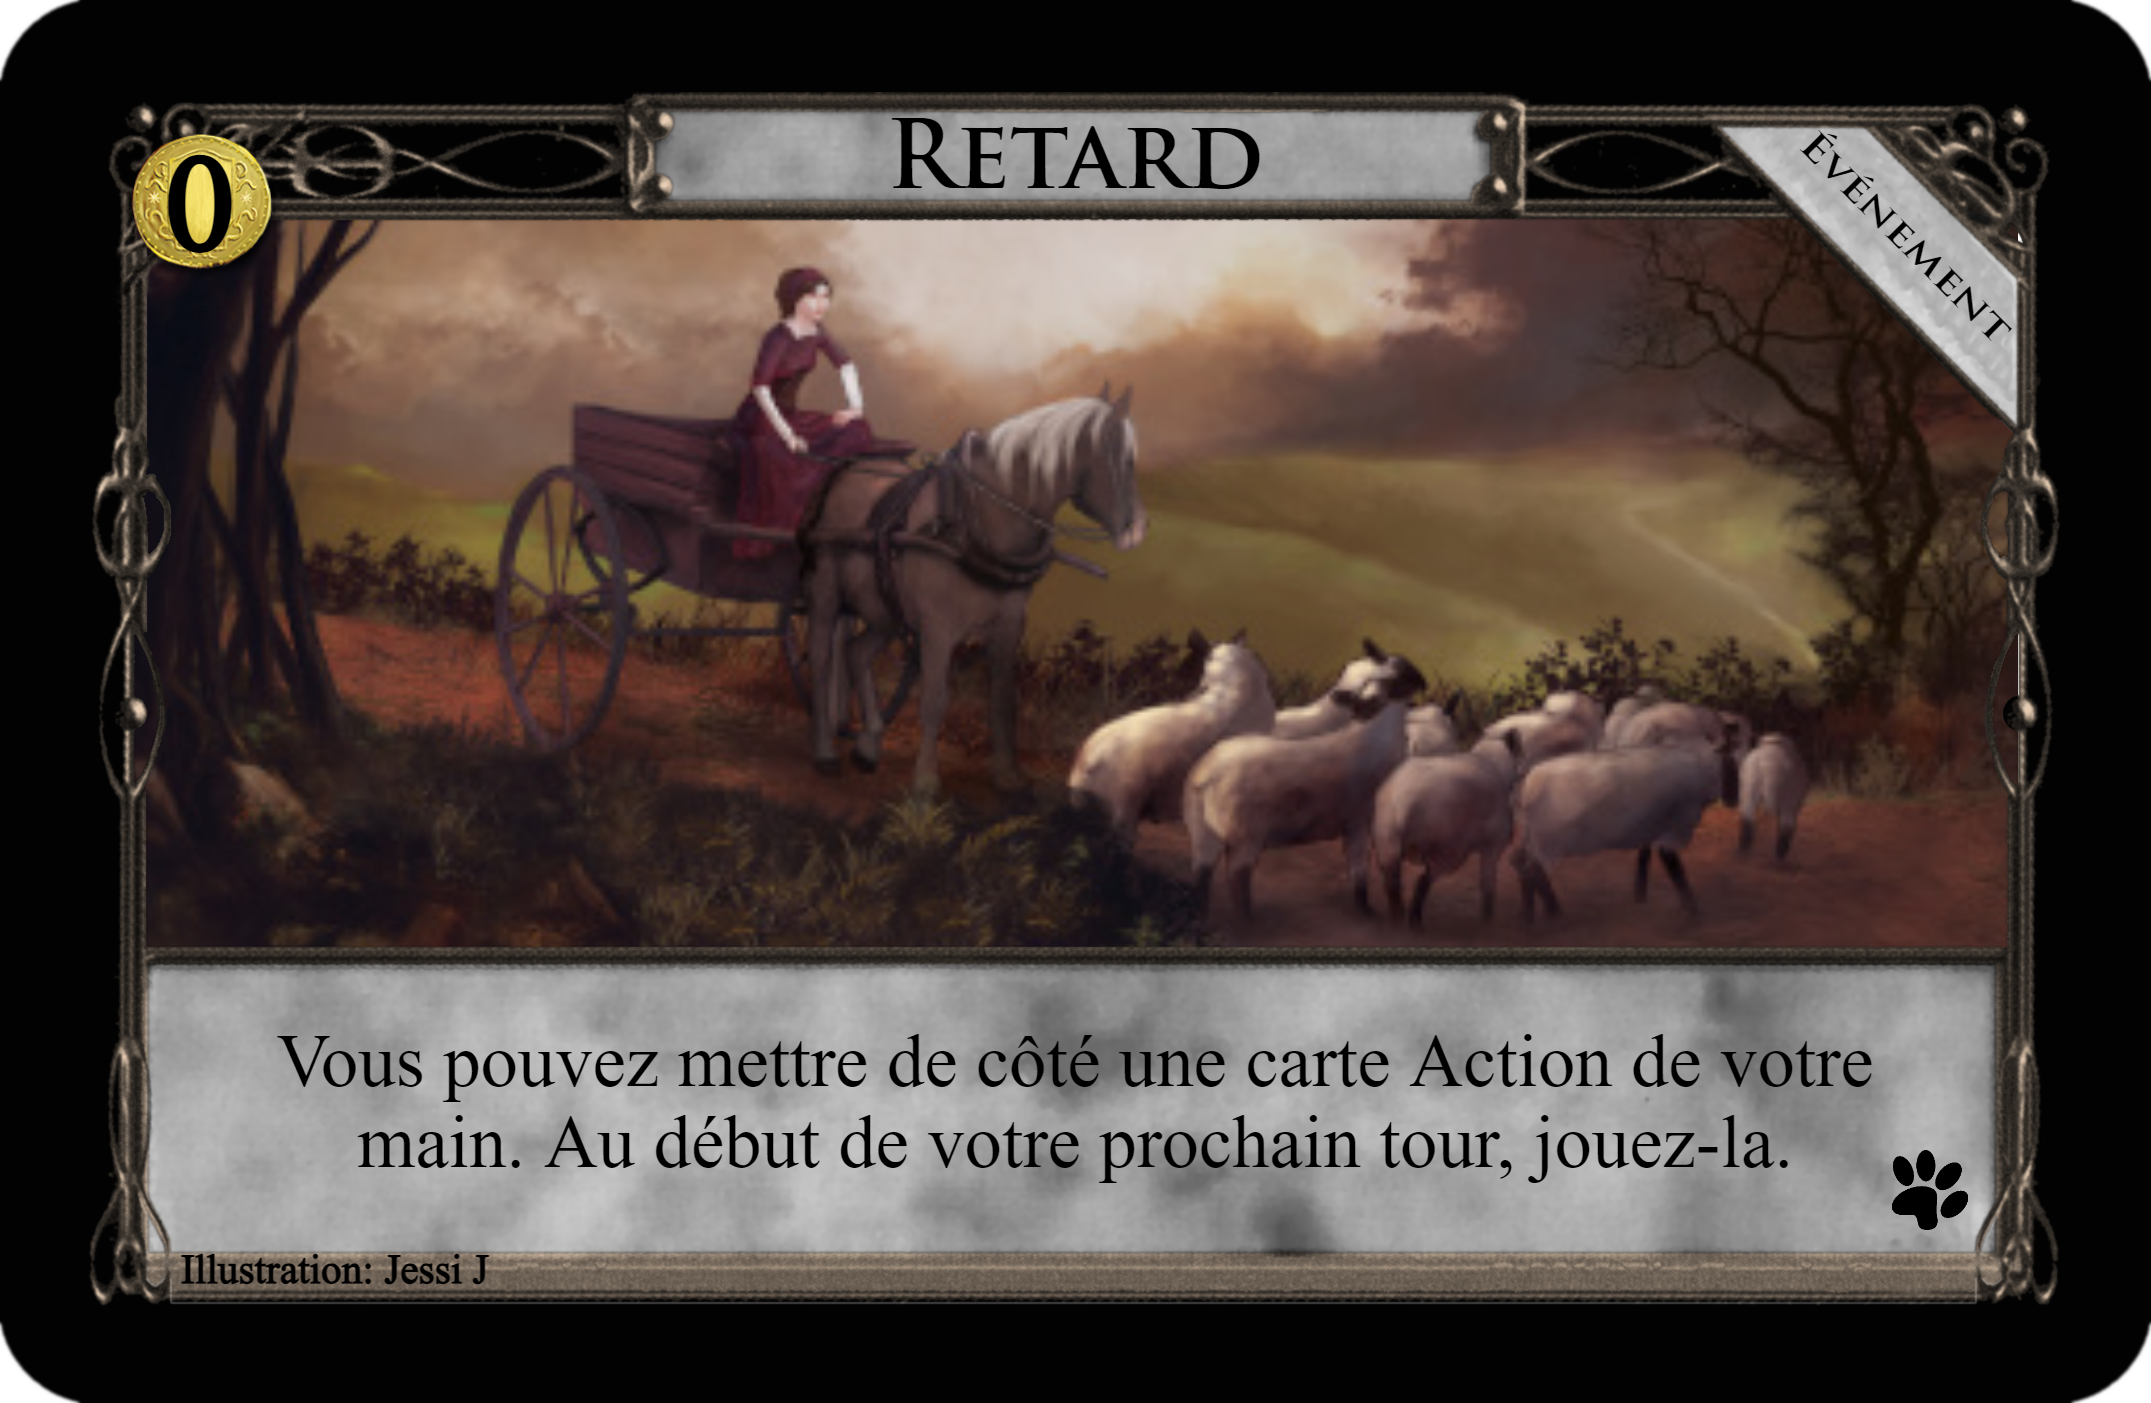 0
RETARD
ÉVÉNEMENT
Vous pouvez mettre de côté une carte Action de votre
main. Au début de votre prochain tour, jouez-la.
Illustration: Jessi J